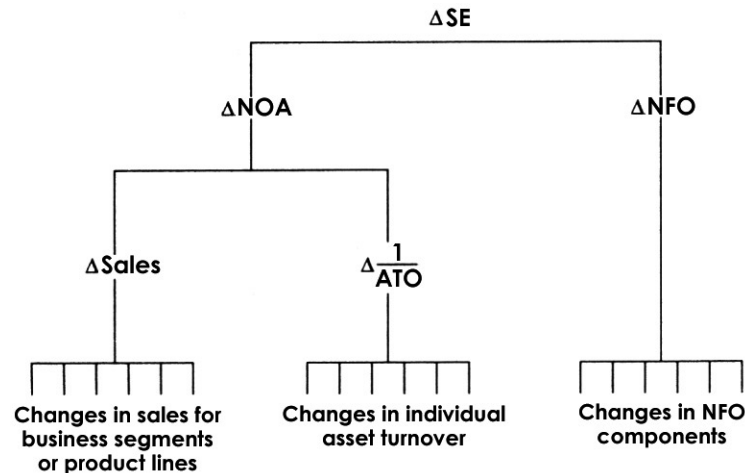 ΔSE
ΔNOA
ΔNFO
ΔSales
Δ1/ATO
Changes in sales for
business segments
or product lines
Changes in individual
asset turnover
Changes in NFO
components